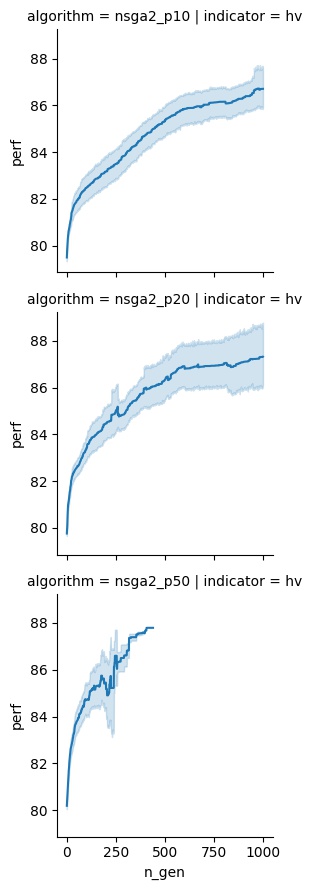 algorithm = nsga2_p10 | indicator = hv
88
86
84
82
80
perf
algorithm = nsga2_p20 | indicator = hv
88
86
84
82
80
perf
algorithm = nsga2_p50 | indicator = hv
88
86
84
82
80
perf
0 250 500 750 1000
n_gen